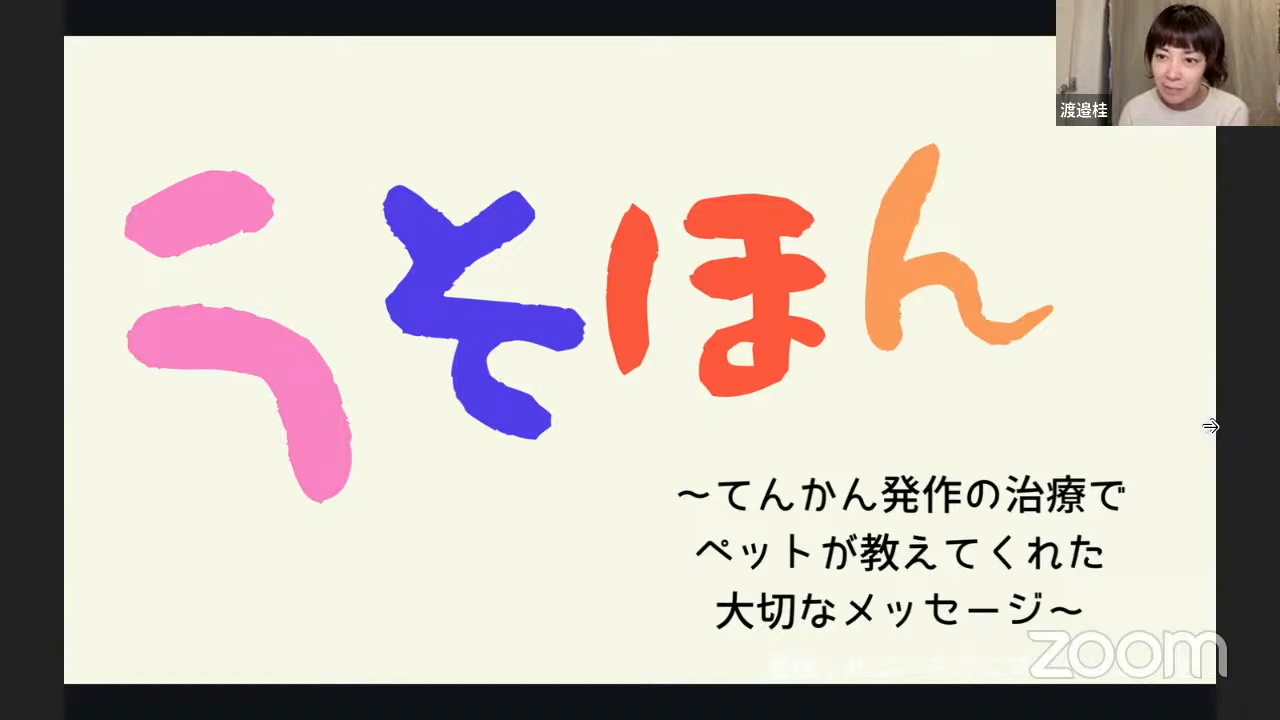 渡邉桂
うそほん
～てんかん発作の治療で
ペットが教えてくれた
大切なメッセージ～
zoom